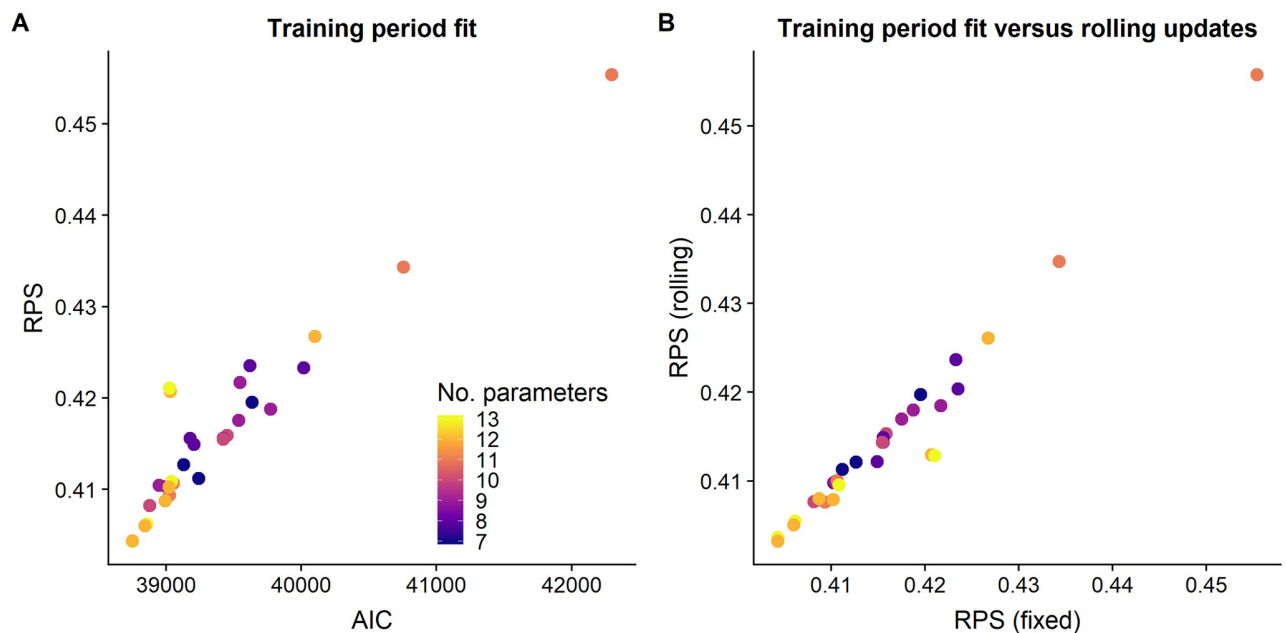 A
Training period fit
0.45
0.44
0.43
0.42
0.41
RPS
39000 40000 41000 42000
AIC
No. parameters
13
12
11
10
9
8
7
B
Training period fit versus rolling updates
0.45
0.44
0.43
0.42
0.41
RPS (rolling)
0.41 0.42 0.43 0.44 0.45
RPS (fixed)